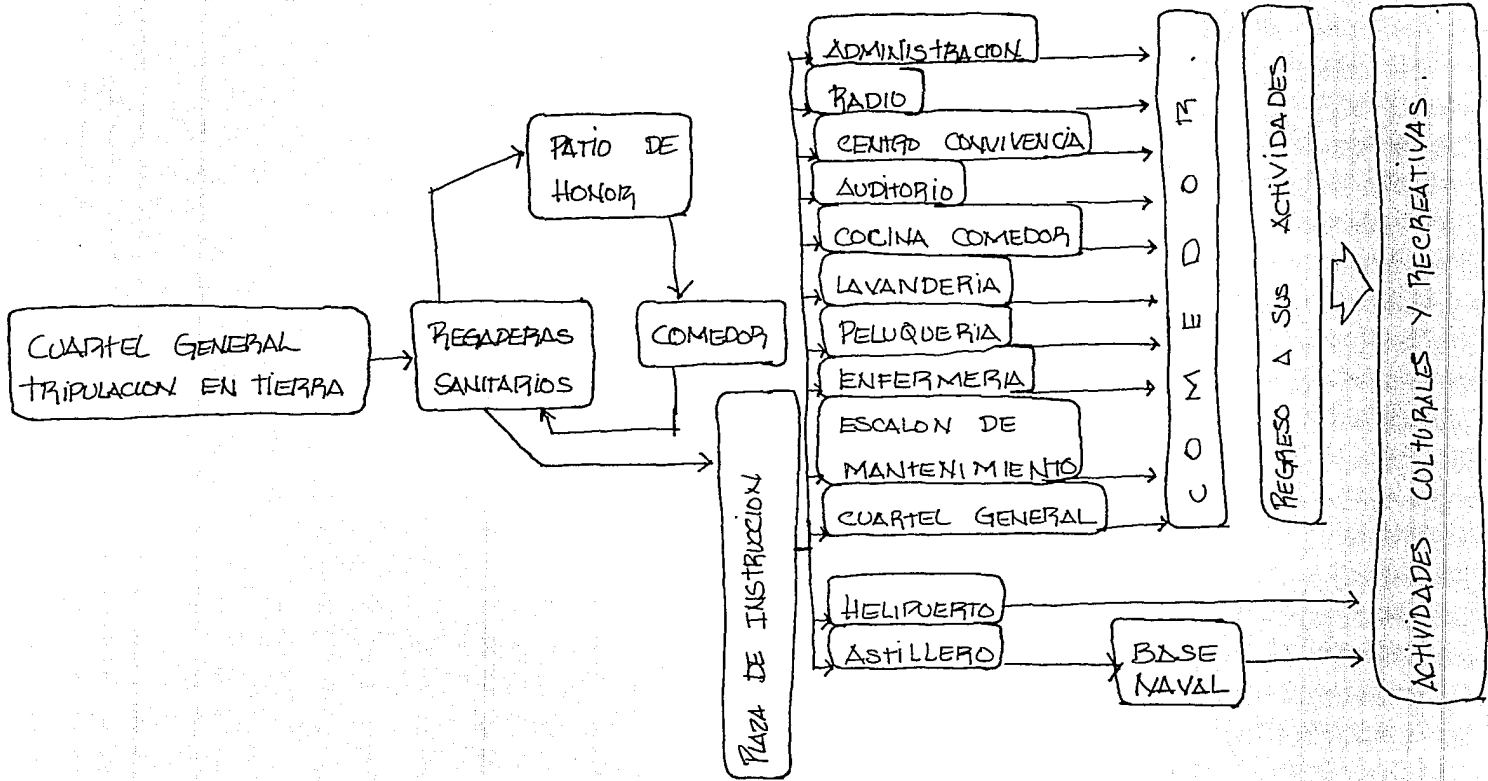 CUARTEL GENERAL
TRIPULACION EN TIERRA
REGADERAS
SANITARIOS
PATIO DE
HONOR
COMEDOR
PLAZA DE INSTRUCCION
ADMINISTRACION
RADIO
CENTRO CONVIVENCIA
AUDITORIO
COCINA COMEDOR
LAVANDERIA
PELUQUERIA
ENFERMERIA
ESCALON DE
MANTENIMIENTO
CUARTEL GENERAL
HELIPUERTO
ASTILLERO
BASE
NAVAL
COMEDOR.
REGRESO A SUS ACTIVIDADES
ACTIVIDADES CULTURALES Y RECREATIVAS.